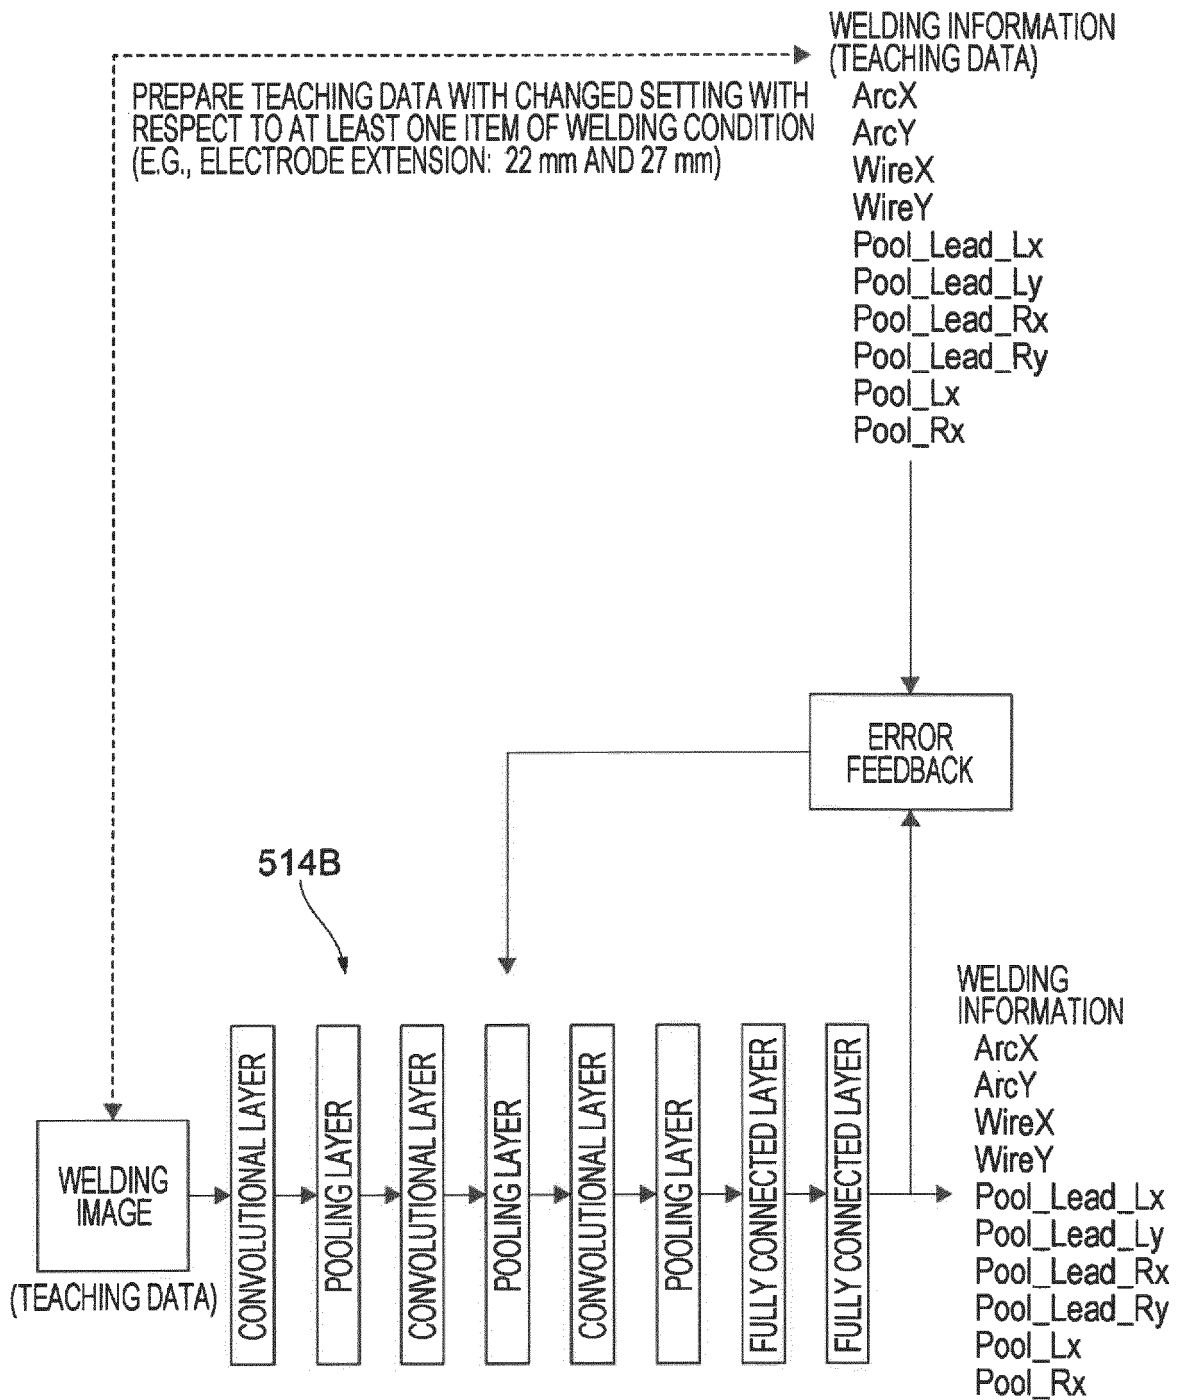 WELDING INFORMATION
(TEACHING DATA)
ArcX
ArcY
WireX
WireY
Pool_Lead_Lx
Pool_Lead_Ly
Pool_Lead_Rx
Pool_Lead_Ry
Pool_Lx
Pool_Rx
PREPARE TEACHING DATA WITH CHANGED SETTING WITH
RESPECT TO AT LEAST ONE ITEM OF WELDING CONDITION
(E.G., ELECTRODE EXTENSION: 22 mm AND 27 mm)
ERROR
FEEDBACK
514B
WELDING
IMAGE
(TEACHING DATA)
CONVOLUTIONAL LAYER
POOLING LAYER
CONVOLUTIONAL LAYER
POOLING LAYER
CONVOLUTIONAL LAYER
POOLING LAYER
FULLY CONNECTED LAYER
FULLY CONNECTED LAYER
WELDING
INFORMATION
ArcX
ArcY
WireX
WireY
Pool_Lead_Lx
Pool_Lead_Ly
Pool_Lead_Rx
Pool_Lead_Ry
Pool_Lx
Pool_Rx